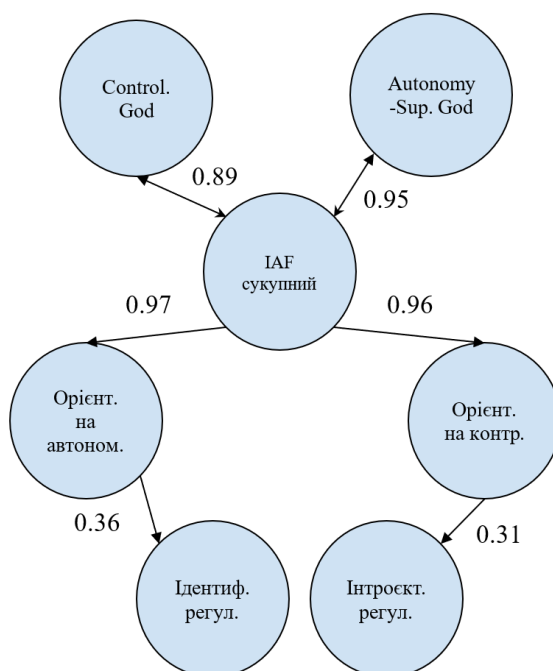 Control.
God
Autonomy
-Sup. God
0.89
0.95
IAF
сукупний
0.97
0.96
Орієнт.
на
автоном.
Орієнт.
на контр.
0.36
0.31
Ідентиф.
регул.
Інтроєкт.
регул.